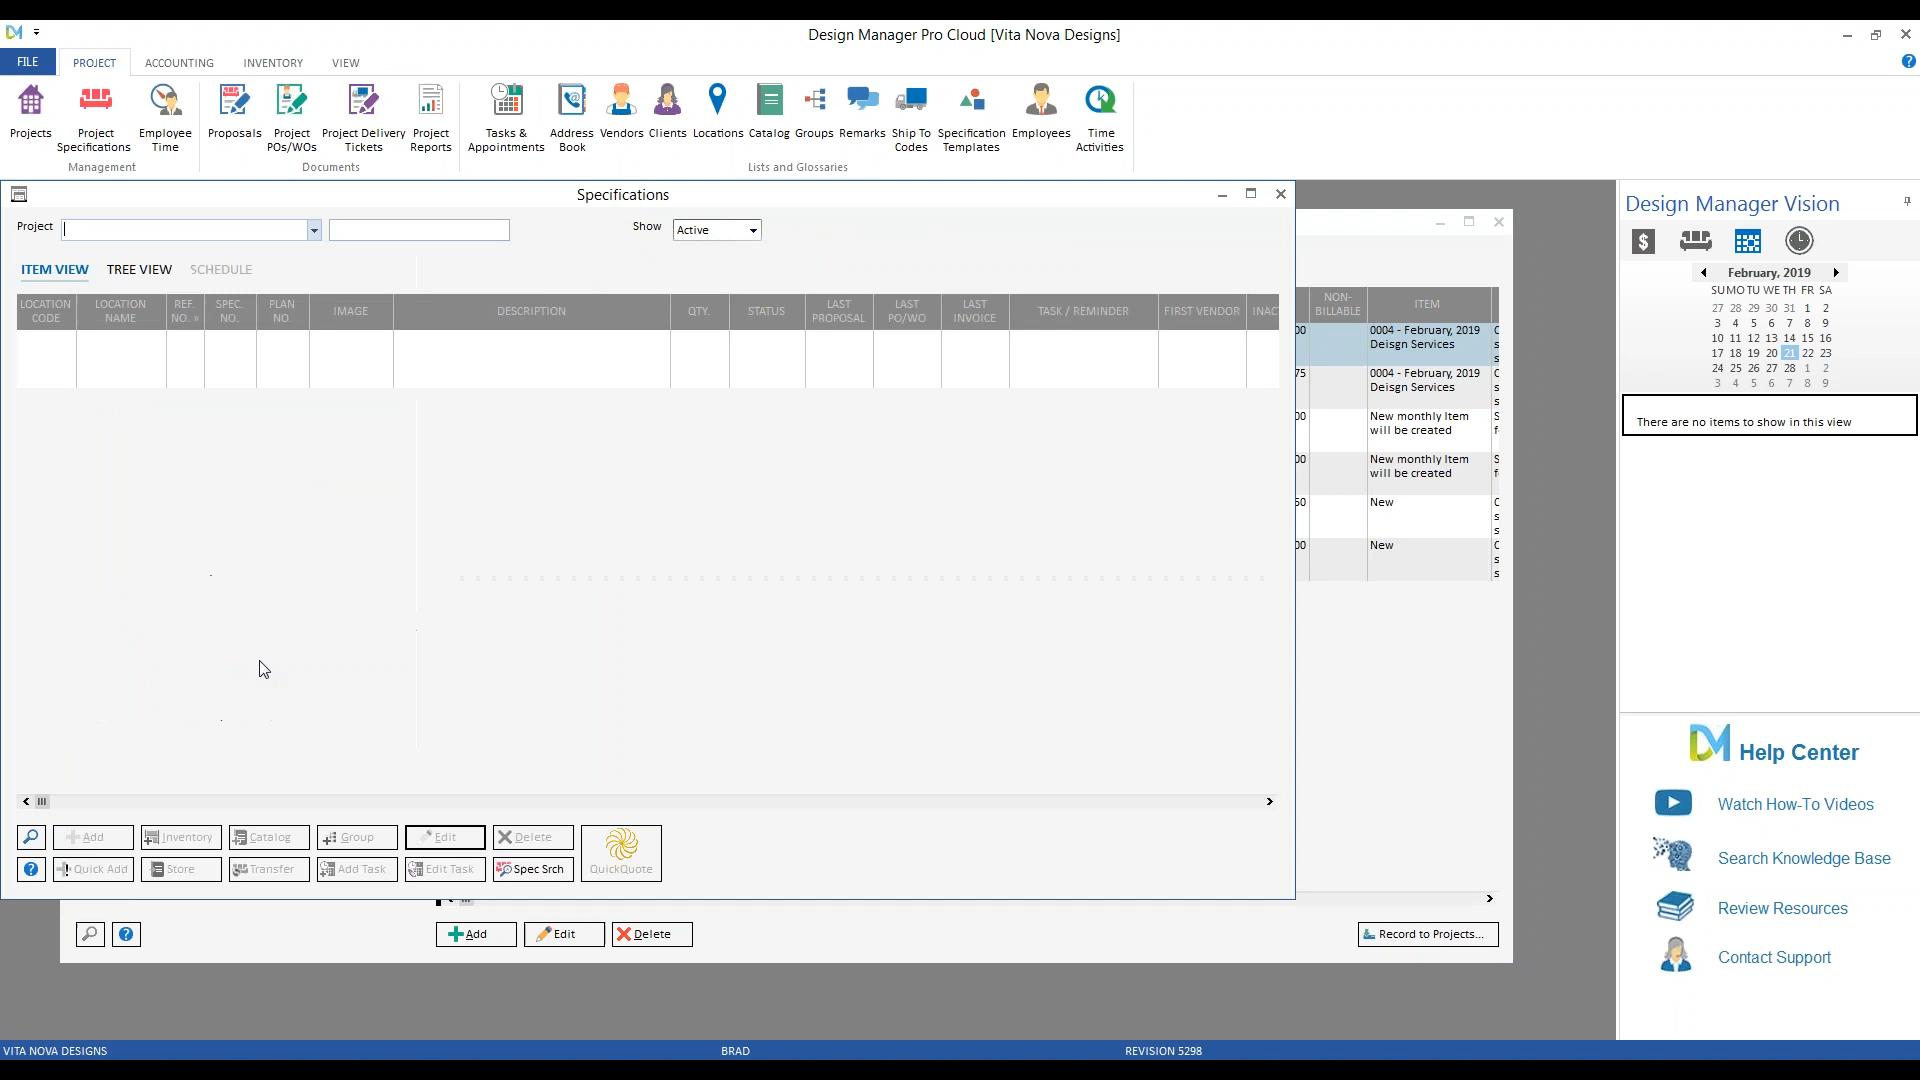 Design Manager Pro Cloud [Vita Nova Designs]
FILE PROJECT ACCOUNTING INVENTORY VIEW
Projects Project Specifications Employee Time
Management
Proposals Project POs/WOs Project Delivery Tickets Project Reports
Documents
Tasks & Appointments Address Book Vendors Clients Locations Catalog Groups Remarks Ship To Codes Specification Templates Employees Time Activities
Lists and Glossaries
Specifications
Project
Show Active
ITEM VIEW TREE VIEW SCHEDULE
LOCATION CODE LOCATION NAME REF. NO. » SPEC. NO. PLAN NO. IMAGE DESCRIPTION QTY. STATUS LAST PROPOSAL LAST PO/WO LAST INVOICE TASK / REMINDER FIRST VENDOR INAC
Add Inventory Catalog Group Edit Delete
Quick Add Store Transfer Add Task Edit Task Spec Srch QuickQuote
NON-BILLABLE ITEM
00 0004 - February, 2019
Deisgn Services
75 0004 - February, 2019
Deisgn Services
00 New monthly Item
will be created
00 New monthly Item
will be created
50 New
00 New
Add Edit Delete Record to Projects...
Design Manager Vision
February, 2019
SU MO TU WE TH FR SA
27 28 29 30 31 1 2
3 4 5 6 7 8 9
10 11 12 13 14 15 16
17 18 19 20 21 22 23
24 25 26 27 28 1 2
3 4 5 6 7 8 9
There are no items to show in this view
DM Help Center
Watch How-To Videos
Search Knowledge Base
Review Resources
Contact Support
VITA NOVA DESIGNS BRAD REVISION 5298